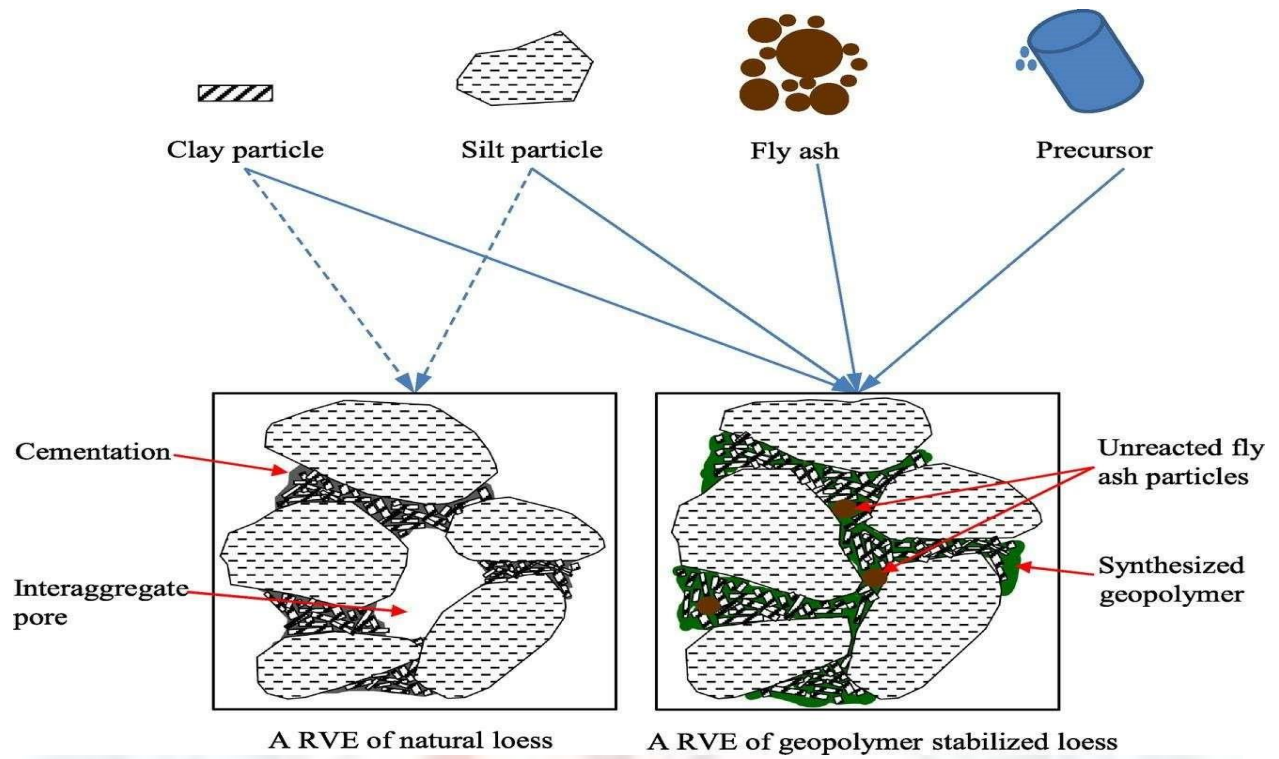 Clay particle
Silt particle
Fly ash
Precursor
Cementation
Interaggregate
pore
Unreacted fly
ash particles
Synthesized
geopolymer
A RVE of natural loess
A RVE of geopolymer stabilized loess